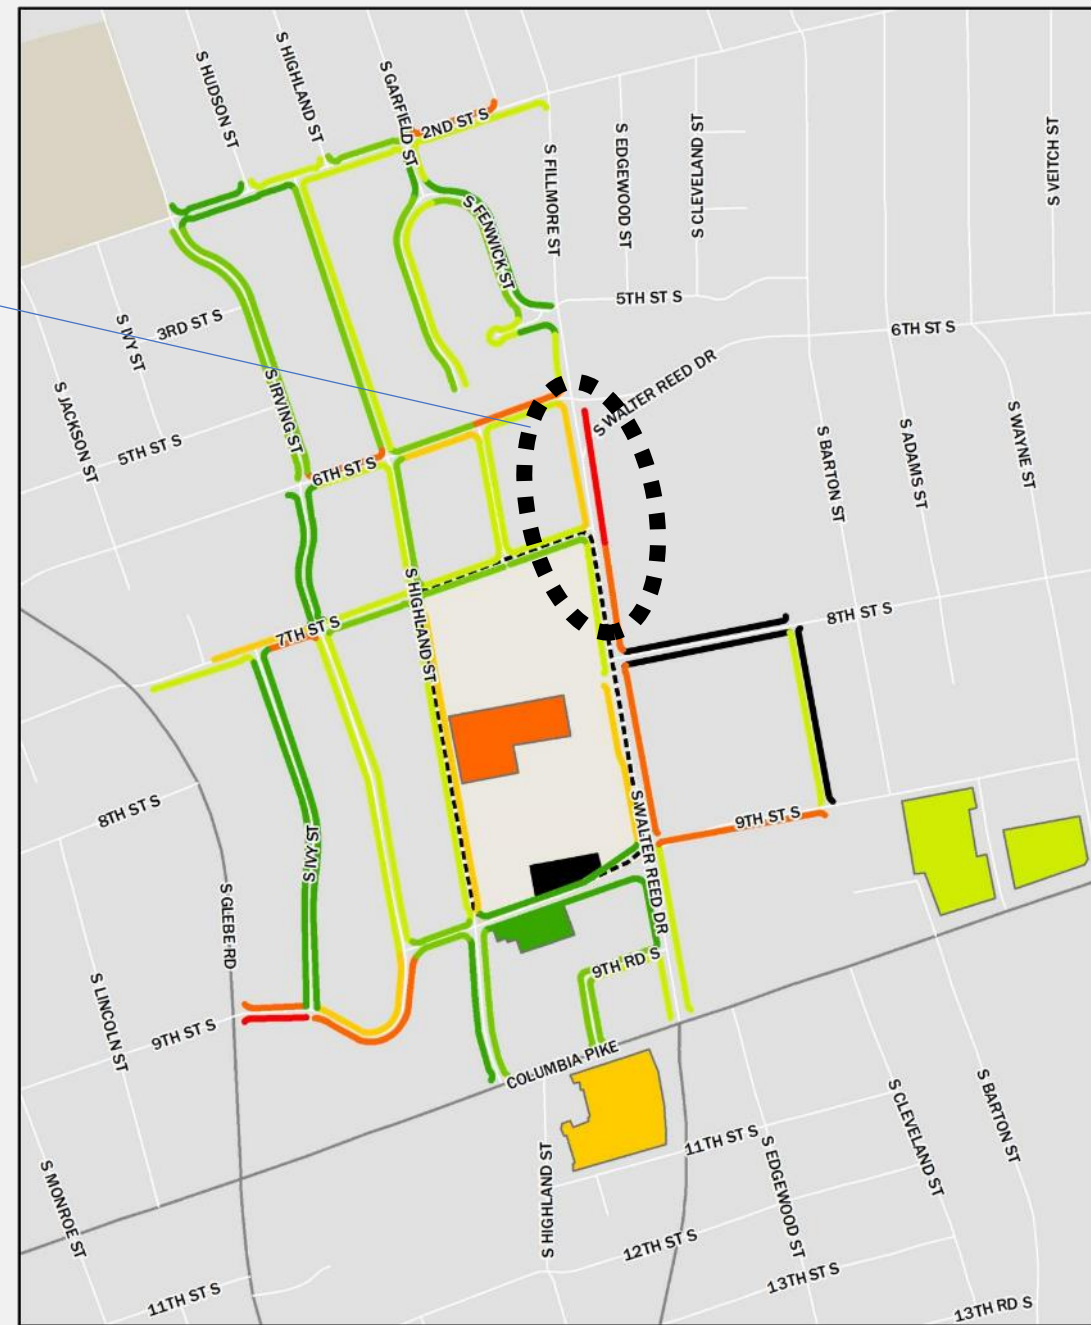 S HUDSON ST
S HIGHLAND ST
S GARFIELD ST
2ND ST S
S FILLMORE ST
S EDGEWOOD ST
S CLEVELAND ST
S VEITCH ST
S FENWICK ST
5TH ST S
3RD ST S
S IVY ST
6TH ST S
S WALTER REED DR
S JACKSON ST
S IRVING ST
5TH ST S
6TH ST S
S BARTON ST
S ADAMS ST
S WAYNE ST
S HIGHLAND ST
7TH ST S
8TH ST S
8TH ST S
9TH ST S
S IVY ST
S WALTER REED DR
S GLEBE RD
9TH RD S
S LINCOLN ST
9TH ST S
COLUMBIA PIKE
S CLEVELAND ST
S BARTON ST
11TH ST S
S EDGEWOOD ST
S HIGHLAND ST
S MONROE ST
12TH ST S
13TH ST S
11TH ST S
13TH RD S